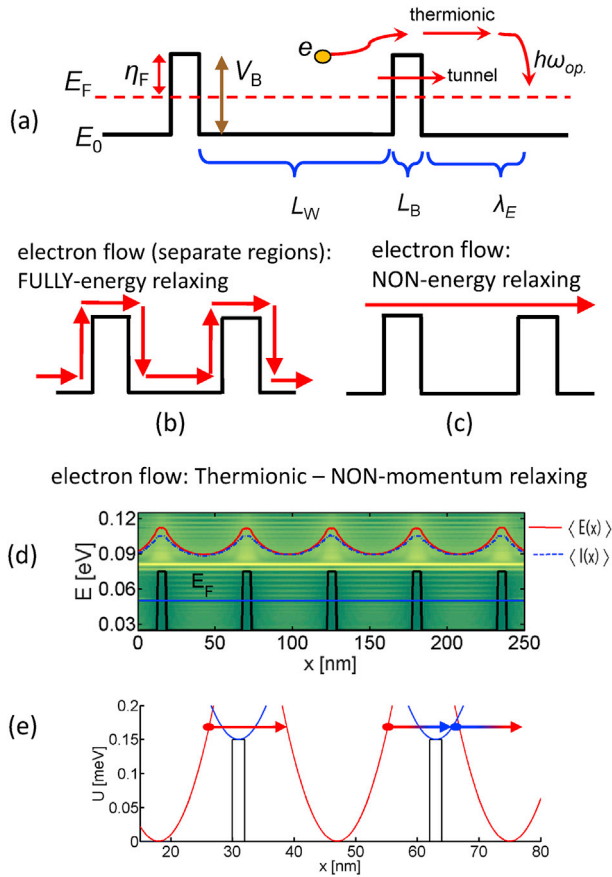 thermionic
e
ηF
VB
ħωop.
EF
tunnel
(a)
E0
LW
LB
λE
electron flow (separate regions):
FULLY-energy relaxing
electron flow:
NON-energy relaxing
(b)
(c)
electron flow: Thermionic – NON-momentum relaxing
(d)
E [eV]
0.12
0.09
0.06
0.03
EF
⟨E(x)⟩
⟨I(x)⟩
0
50
100
150
200
250
x [nm]
(e)
U [meV]
0.2
0.15
0.1
0.05
0
20
30
40
50
60
70
80
x [nm]